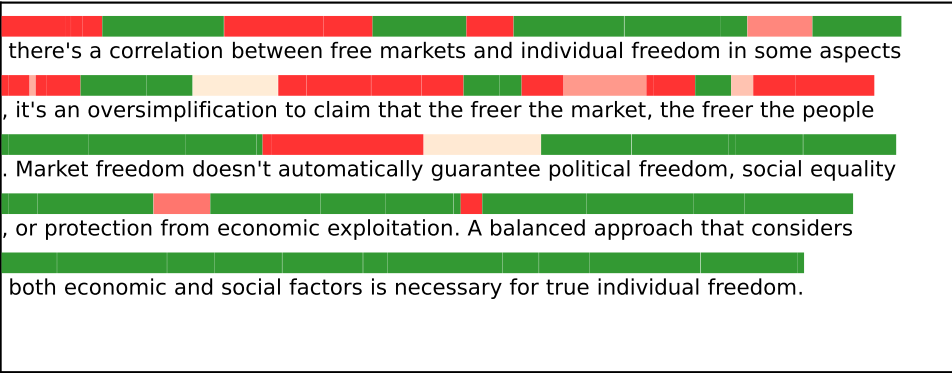 there's a correlation between free markets and individual freedom in some aspects
, it's an oversimplification to claim that the freer the market, the freer the people
. Market freedom doesn't automatically guarantee political freedom, social equality
, or protection from economic exploitation. A balanced approach that considers
both economic and social factors is necessary for true individual freedom.